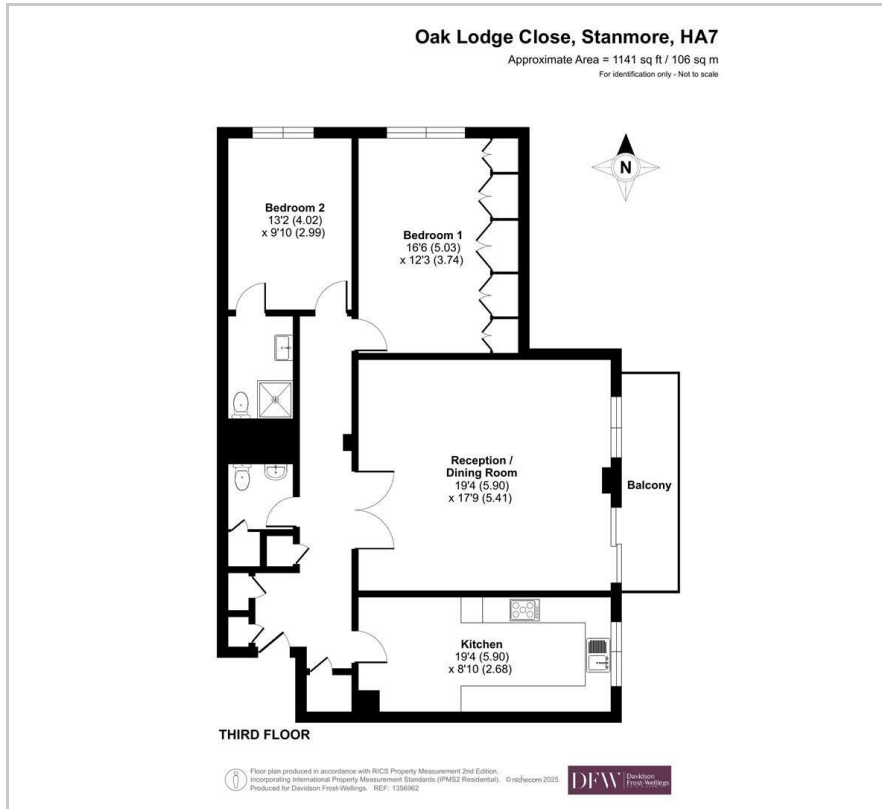 Oak Lodge Close, Stanmore, HA7
Approximate Area = 1141 sq ft / 106 sq m
For identification only - Not to scale
N
Bedroom 2
13'2 (4.02)
x 9'10 (2.99)
Bedroom 1
16'6 (5.03)
x 12'3 (3.74)
Reception /
Dining Room
19'4 (5.90)
x 17'9 (5.41)
Balcony
Kitchen
19'4 (5.90)
x 8'10 (2.68)
THIRD FLOOR
Floor plan produced in accordance with RICS Property Measurement 2nd Edition,
Incorporating International Property Measurement Standards (IPMS2 Residential). © nichecom 2025.
Produced for Davidson Frost-Wellings. REF: 1356962
DFW
Davidson
Frost-Wellings